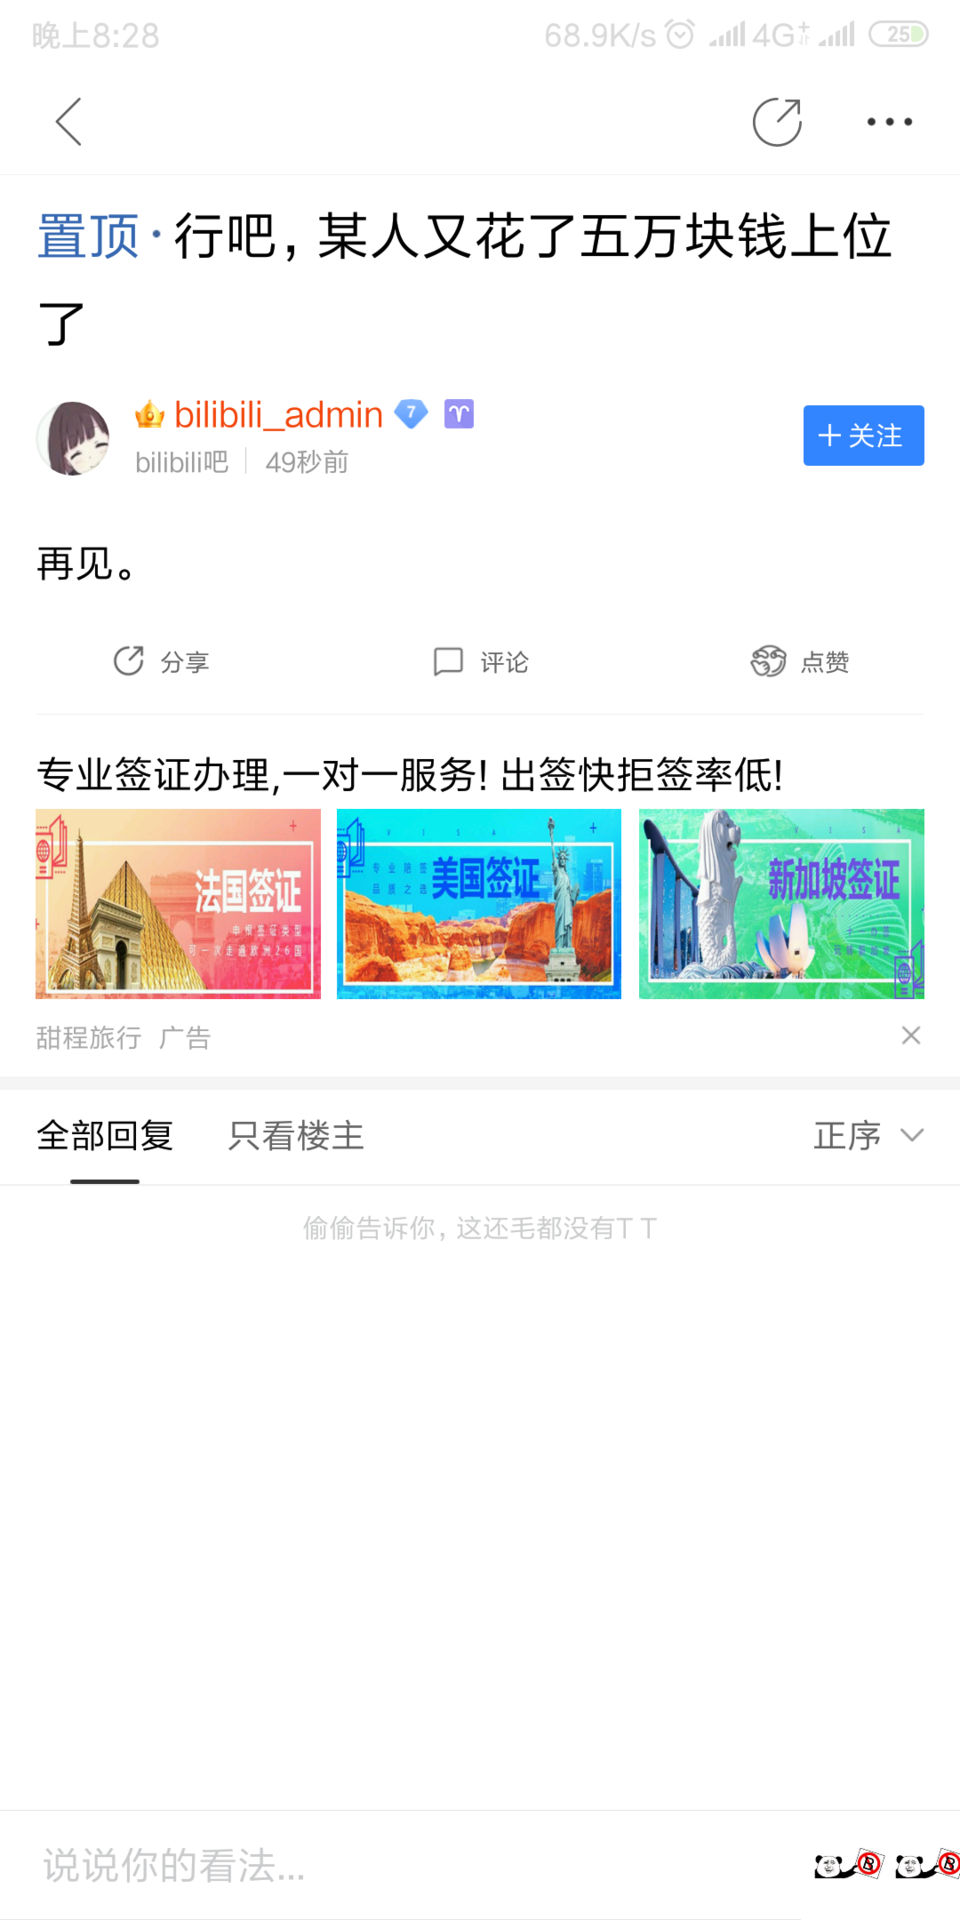 晚上8:28
68.9K/s 4G+ 25
置顶·行吧，某人又花了五万块钱上位
了
bilibili_admin 7
+关注
bilibili吧 49秒前
再见。
分享 评论 点赞
专业签证办理,一对一服务!出签快拒签率低!
法国签证
申根签证类型
可一次走遍欧洲26国
VISA
专业陪签
品质之选
美国签证
VISA
新加坡签证
甜程旅行 广告
全部回复 只看楼主 正序
偷偷告诉你，这还毛都没有T T
说说你的看法...